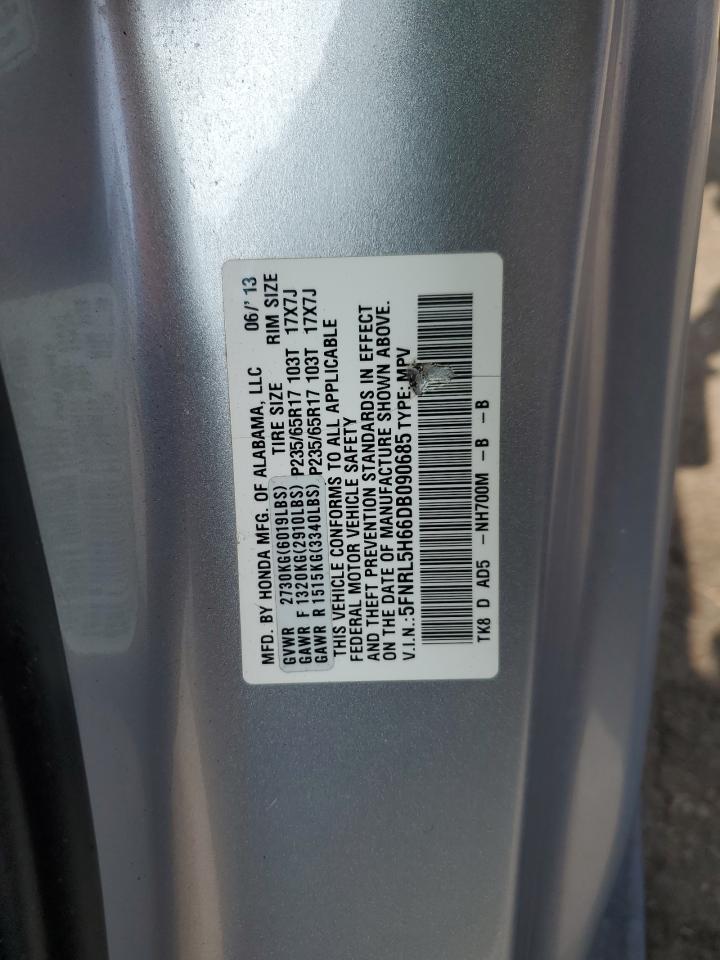 MFD. BY HONDA MFG. OF ALABAMA, LLC 06/'13
TIRE SIZE RIM SIZE
GVWR 2730KG(6019LBS)
GAWR F 1320KG(2910LBS) P235/65R17 103T 17X7J
GAWR R 1515KG(3340LBS) P235/65R17 103T 17X7J
THIS VEHICLE CONFORMS TO ALL APPLICABLE
FEDERAL MOTOR VEHICLE SAFETY
AND THEFT PREVENTION STANDARDS IN EFFECT
ON THE DATE OF MANUFACTURE SHOWN ABOVE.
V.I.N.:5FNRL5H66DB090685 TYPE:MPV
TK8 D AD5 -NH700M -B -B